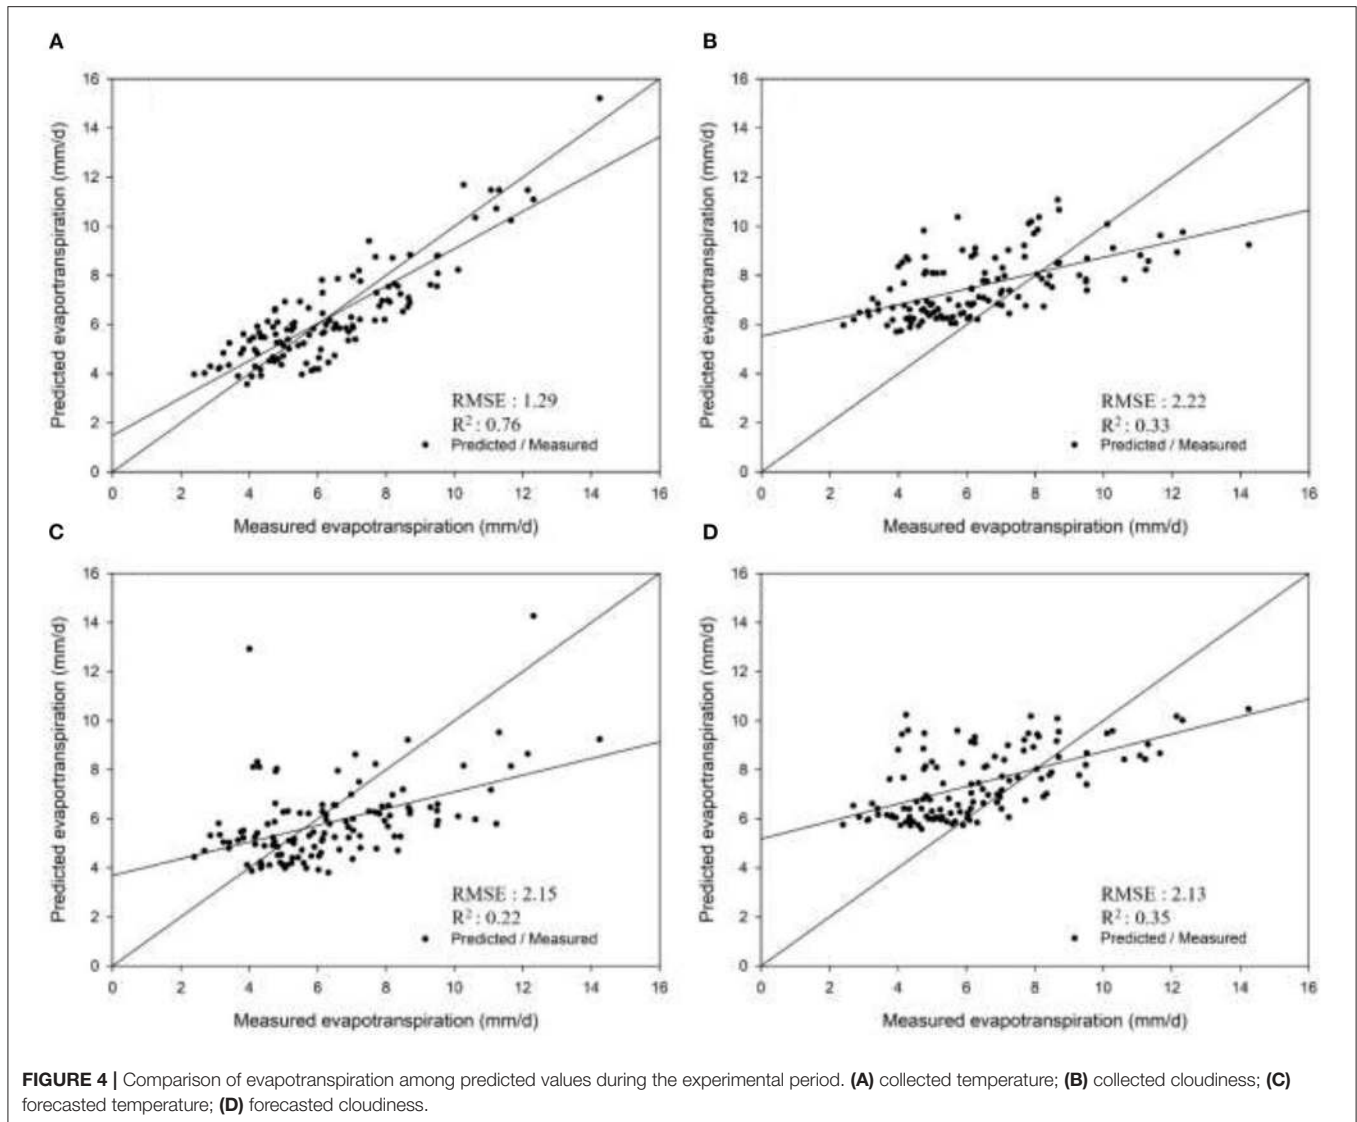 A
Predicted evaportranspiration (mm/d)
16
14
12
10
8
6
4
2
0
0 2 4 6 8 10 12 14 16
Measured evapotranspiration (mm/d)
RMSE : 1.29
R² : 0.76
Predicted / Measured
B
Predicted evaportranspiration (mm/d)
16
14
12
10
8
6
4
2
0
0 2 4 6 8 10 12 14 16
Measured evapotranspiration (mm/d)
RMSE : 2.22
R² : 0.33
Predicted / Measured
C
Predicted evaportranspiration (mm/d)
16
14
12
10
8
6
4
2
0
0 2 4 6 8 10 12 14 16
Measured evapotranspiration (mm/d)
RMSE : 2.15
R² : 0.22
Predicted / Measured
D
Predicted evaportranspiration (mm/d)
16
14
12
10
8
6
4
2
0
0 2 4 6 8 10 12 14 16
Measured evapotranspiration (mm/d)
RMSE : 2.13
R² : 0.35
Predicted / Measured
FIGURE 4 | Comparison of evapotranspiration among predicted values during the experimental period. (A) collected temperature; (B) collected cloudiness; (C)
forecasted temperature; (D) forecasted cloudiness.